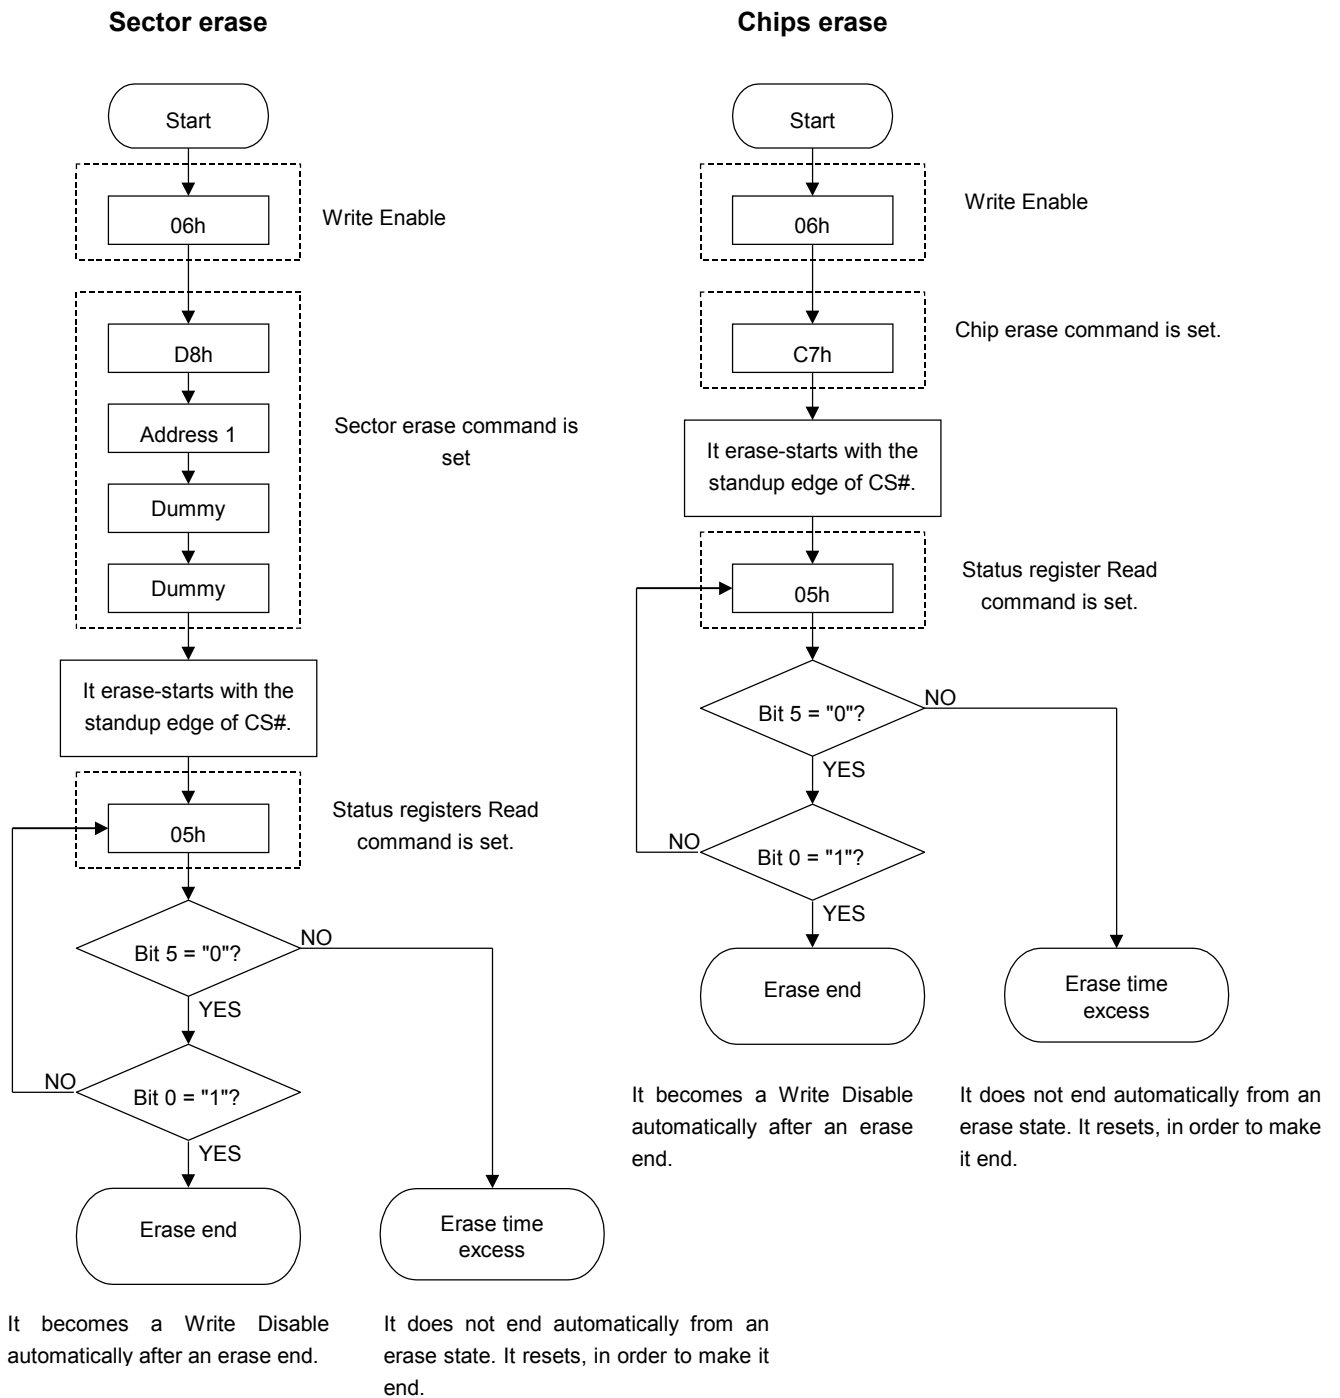 Sector erase
Start
06h
Write Enable
D8h
Address 1
Dummy
Dummy
Sector erase command is
set
It erase-starts with the
standup edge of CS#.
05h
Status registers Read
command is set.
Bit 5 = "0"?
NO
YES
Bit 0 = "1"?
NO
YES
Erase end
Erase time
excess
It becomes a Write Disable
automatically after an erase end.
It does not end automatically from an
erase state. It resets, in order to make it
end.
Chips erase
Start
06h
Write Enable
C7h
Chip erase command is set.
It erase-starts with the
standup edge of CS#.
05h
Status register Read
command is set.
Bit 5 = "0"?
NO
YES
Bit 0 = "1"?
NO
YES
Erase end
Erase time
excess
It becomes a Write Disable
automatically after an erase
end.
It does not end automatically from an
erase state. It resets, in order to make
it end.